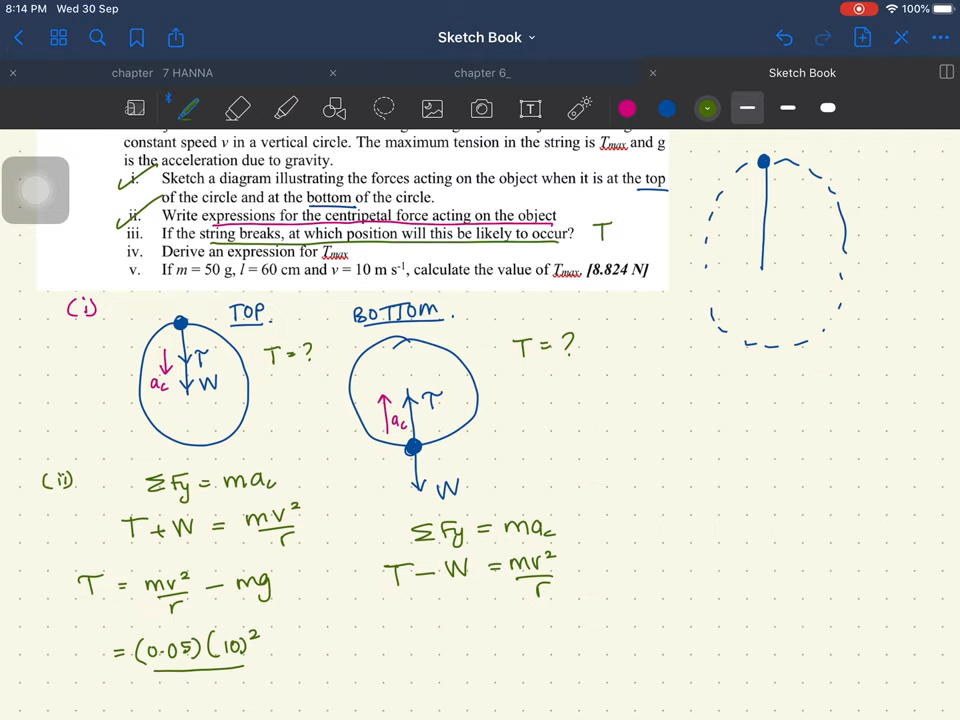 8:14 PM Wed 30 Sep
100%
Sketch Book
chapter 7 HANNA
chapter 6_
Sketch Book
constant speed v in a vertical circle. The maximum tension in the string is Tmax and g
is the acceleration due to gravity.
i. Sketch a diagram illustrating the forces acting on the object when it is at the top
of the circle and at the bottom of the circle.
ii. Write expressions for the centripetal force acting on the object
iii. If the string breaks, at which position will this be likely to occur? T
iv. Derive an expression for Tmax
v. If m = 50 g, l = 60 cm and v = 10 m s⁻¹, calculate the value of Tmax. [8.824 N]
(i) TOP. BOTTOM.
T = ?
T = ?
T
ac W
T
ac
W
(ii) ΣFy = mac
T + W = mv²/r
T = mv²/r − mg
= (0.05)(10)²
ΣFy = mac
T − W = mv²/r